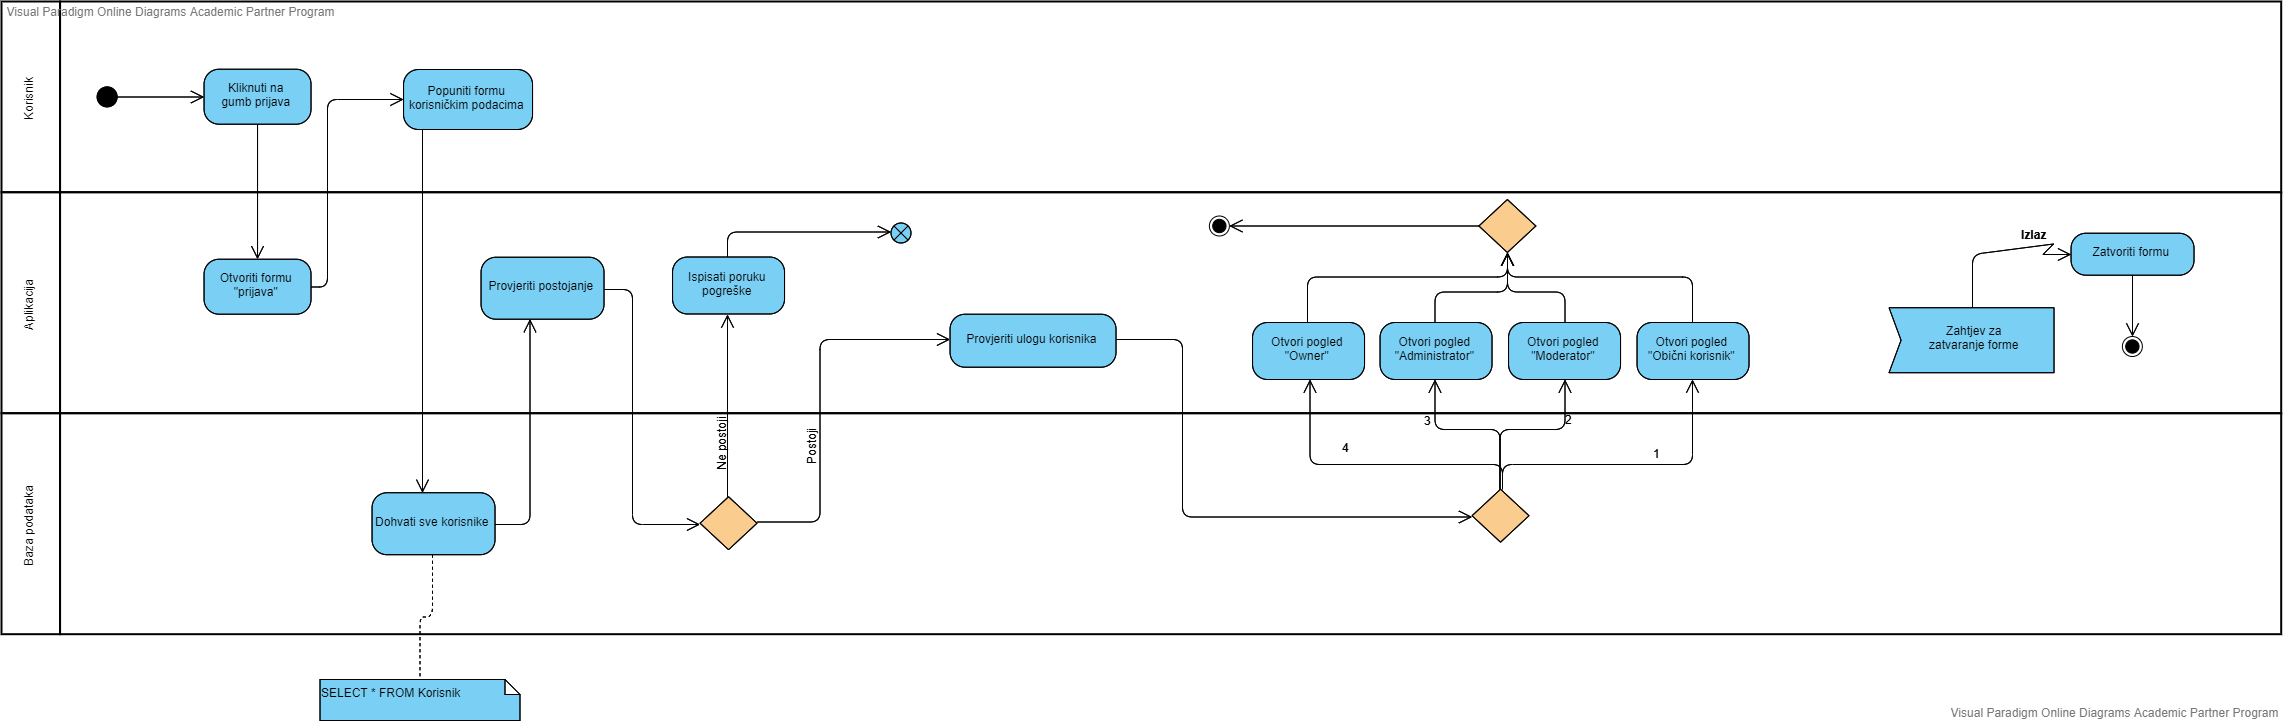 Visual Paradigm Online Diagrams Academic Partner Program
Korisnik
Kliknuti na
gumb prijava
Popuniti formu
korisničkim podacima
Aplikacija
Otvoriti formu
"prijava"
Provjeriti postojanje
Ispisati poruku
pogreške
Provjeriti ulogu korisnika
Otvori pogled
"Owner"
Otvori pogled
"Administrator"
Otvori pogled
"Moderator"
Otvori pogled
"Obični korisnik"
Izlaz
Zatvoriti formu
Zahtjev za
zatvaranje forme
Baza podataka
Dohvati sve korisnike
Ne postoji
Postoji
4
3
2
1
SELECT * FROM Korisnik
Visual Paradigm Online Diagrams Academic Partner Program